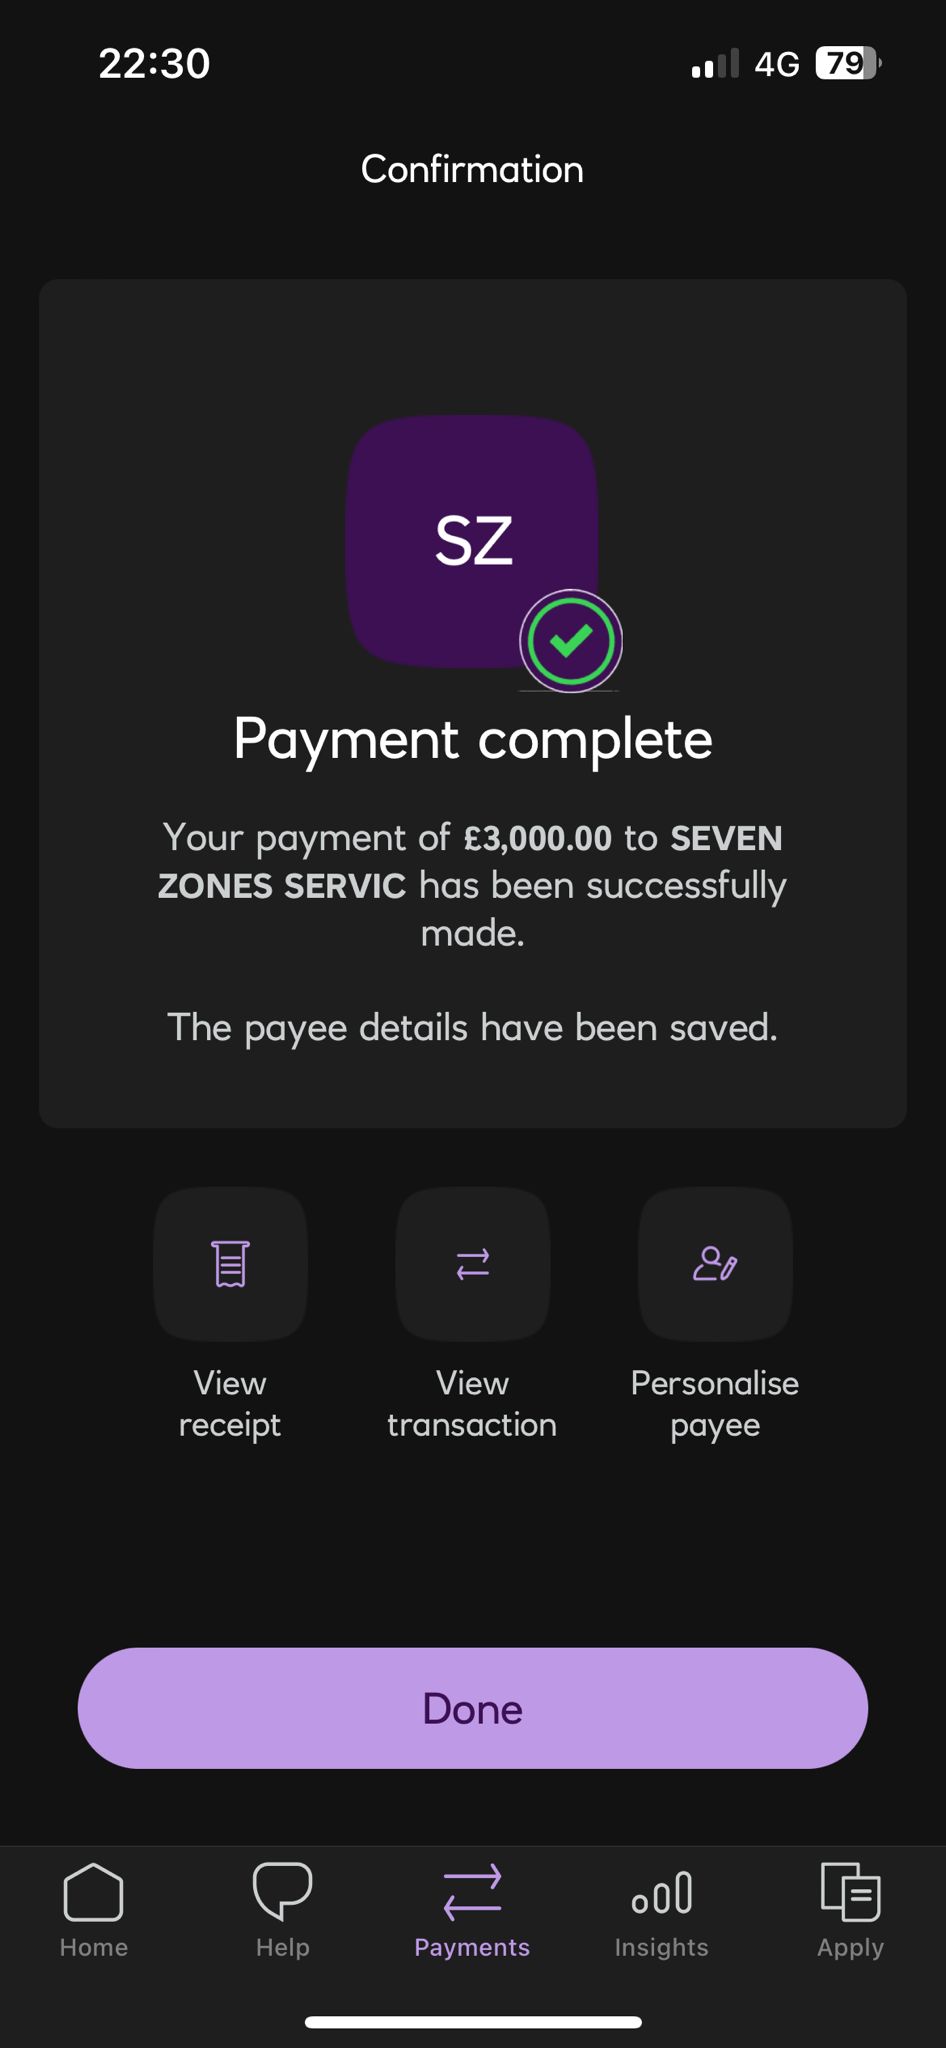 22:30
4G
79
Confirmation
SZ
Payment complete
Your payment of £3,000.00 to SEVEN
ZONES SERVIC has been successfully
made.
The payee details have been saved.
View
receipt
View
transaction
Personalise
payee
Done
Home
Help
Payments
Insights
Apply